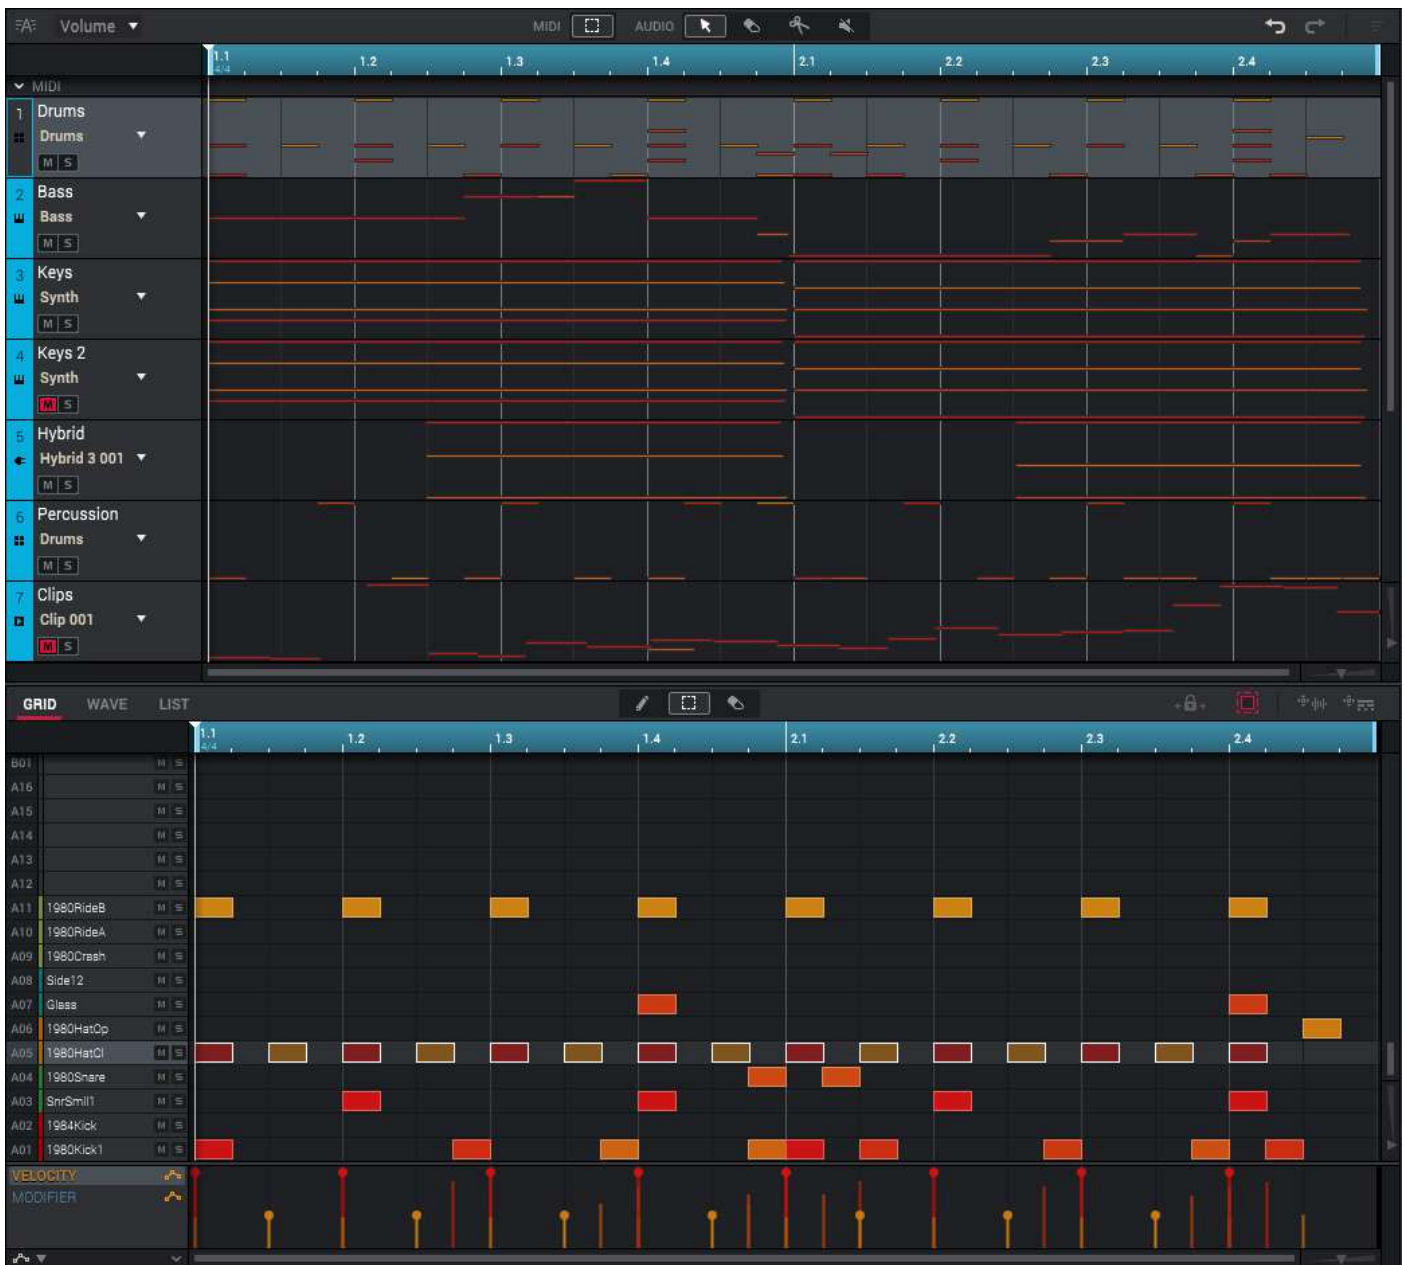 A Volume ▼ MIDI AUDIO
1.1 1.2 1.3 1.4 2.1 2.2 2.3 2.4
4/4
MIDI
1 Drums
Drums
M S
2 Bass
Bass
M S
3 Keys
Synth
M S
4 Keys 2
Synth
M S
5 Hybrid
Hybrid 3 001
M S
6 Percussion
Drums
M S
7 Clips
Clip 001
M S
GRID WAVE LIST
1.1 1.2 1.3 1.4 2.1 2.2 2.3 2.4
4/4
B01 M S
A16 M S
A15 M S
A14 M S
A13 M S
A12 M S
A11 1980RideB M S
A10 1980RideA M S
A09 1980Crash M S
A08 Side12 M S
A07 Glass M S
A06 1980HatOp M S
A05 1980HatCl M S
A04 1980Snare M S
A03 SnrSmll1 M S
A02 1984Kick M S
A01 1980Kick1 M S
VELOCITY
MODIFIER